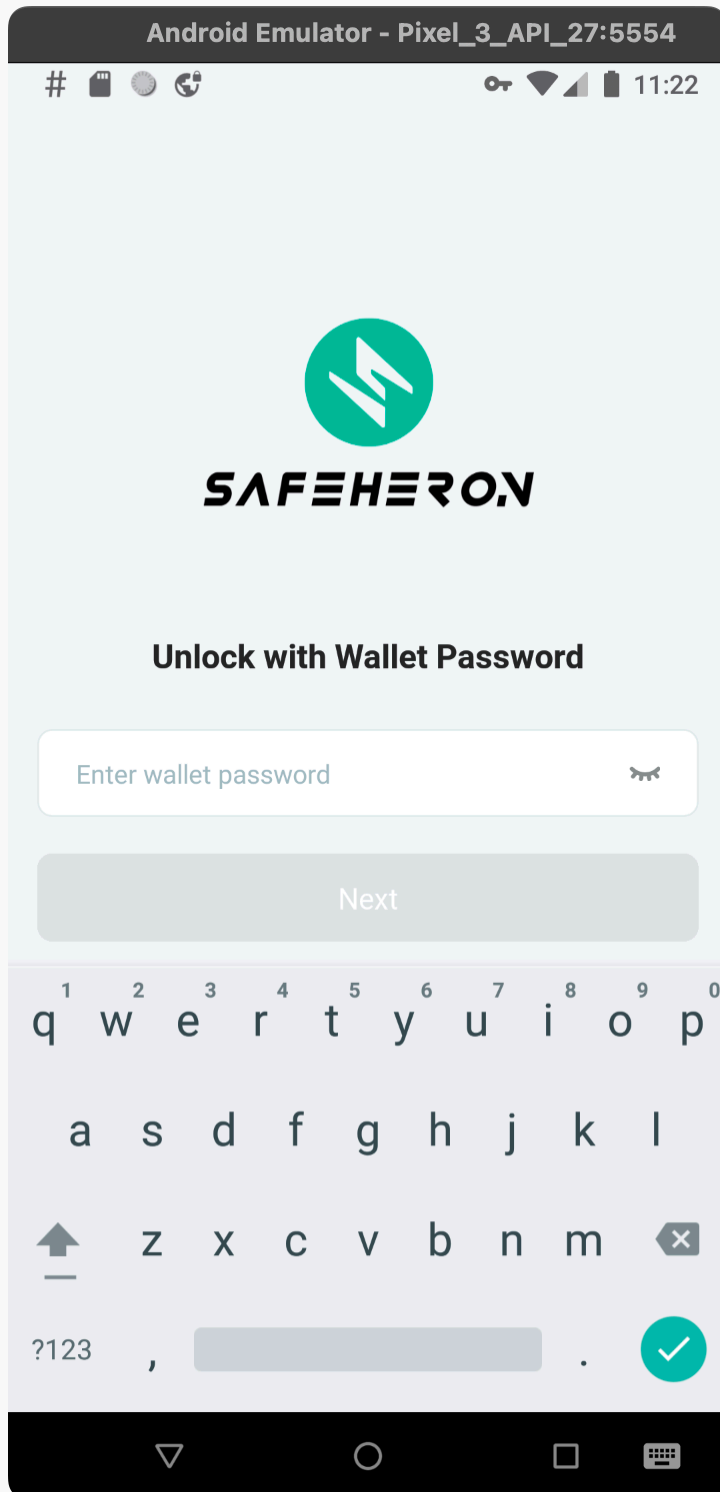 Android Emulator - Pixel_3_API_27:5554
# 11:22
SAFEHERON
Unlock with Wallet Password
Enter wallet password
Next
1 2 3 4 5 6 7 8 9 0
q w e r t y u i o p
a s d f g h j k l
z x c v b n m
?123 , .